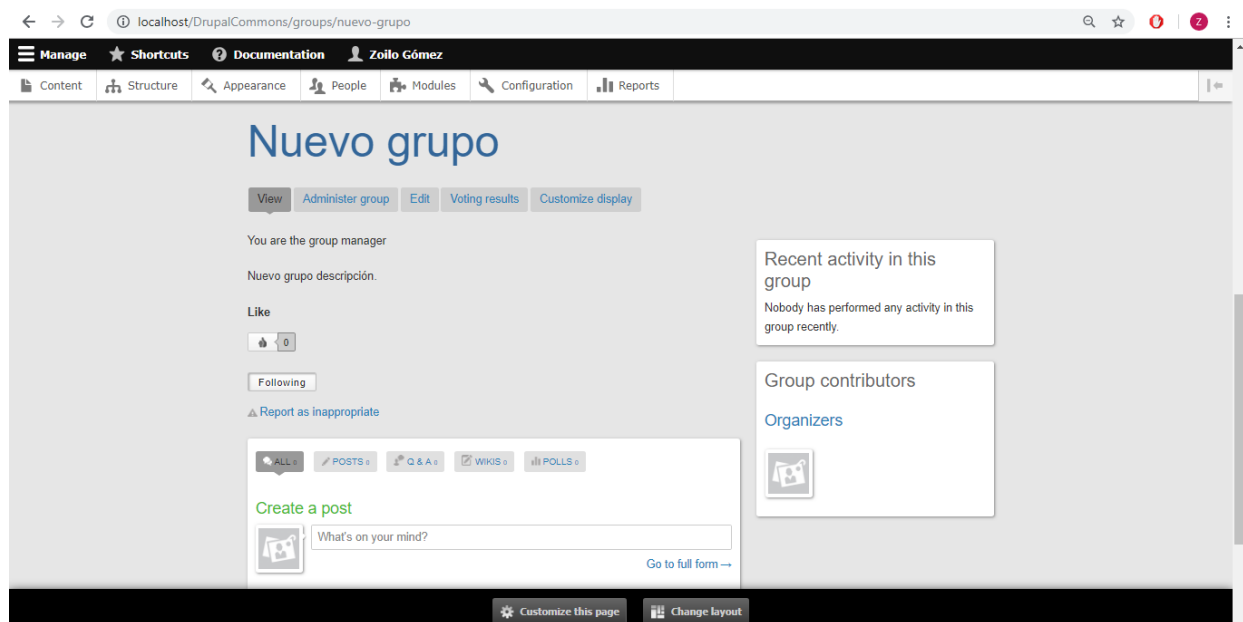 localhost/DrupalCommons/groups/nuevo-grupo
Z
Manage Shortcuts Documentation Zoilo Gómez
Content Structure Appearance People Modules Configuration Reports
Nuevo grupo
View Administer group Edit Voting results Customize display
You are the group manager
Nuevo grupo descripción.
Like
0
Following
Report as inappropriate
ALL 0 POSTS 0 Q & A 0 WIKIS 0 POLLS 0
Create a post
What's on your mind?
Go to full form →
Recent activity in this
group
Nobody has performed any activity in this
group recently.
Group contributors
Organizers
Customize this page Change layout